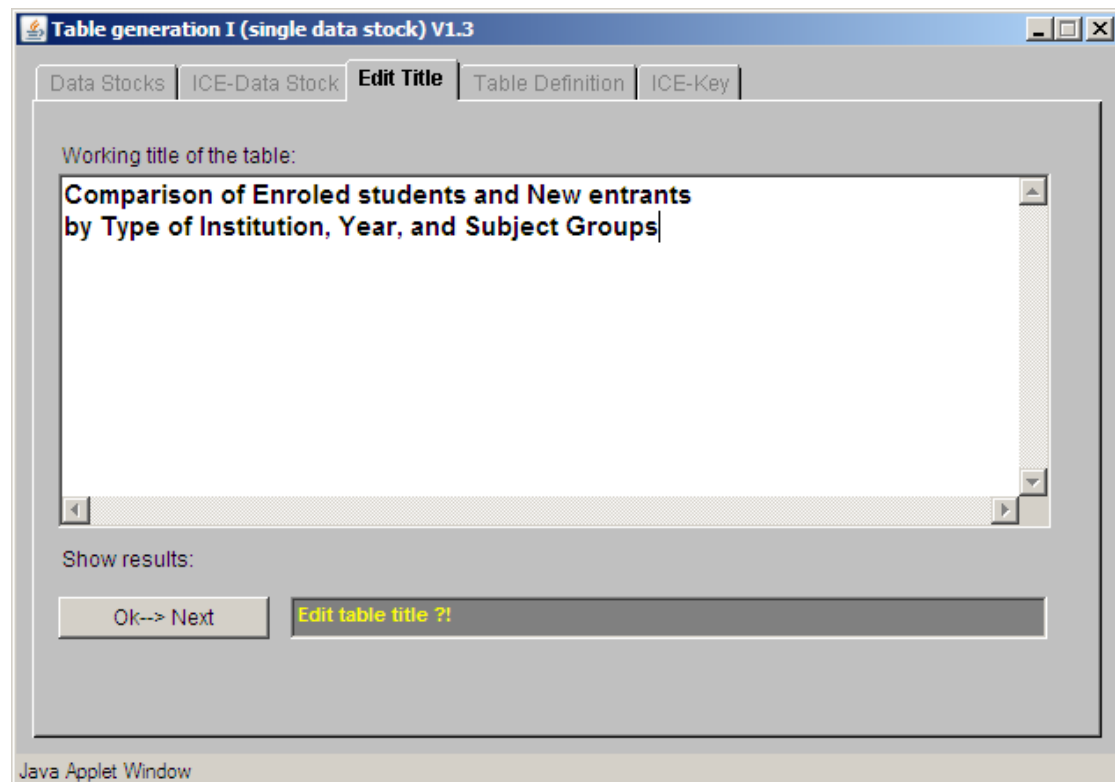 Table generation I (single data stock) V1.3
Data Stocks ICE-Data Stock Edit Title Table Definition ICE-Key
Working title of the table:
Comparison of Enroled students and New entrants
by Type of Institution, Year, and Subject Groups
Show results:
Ok--> Next Edit table title ?!
Java Applet Window